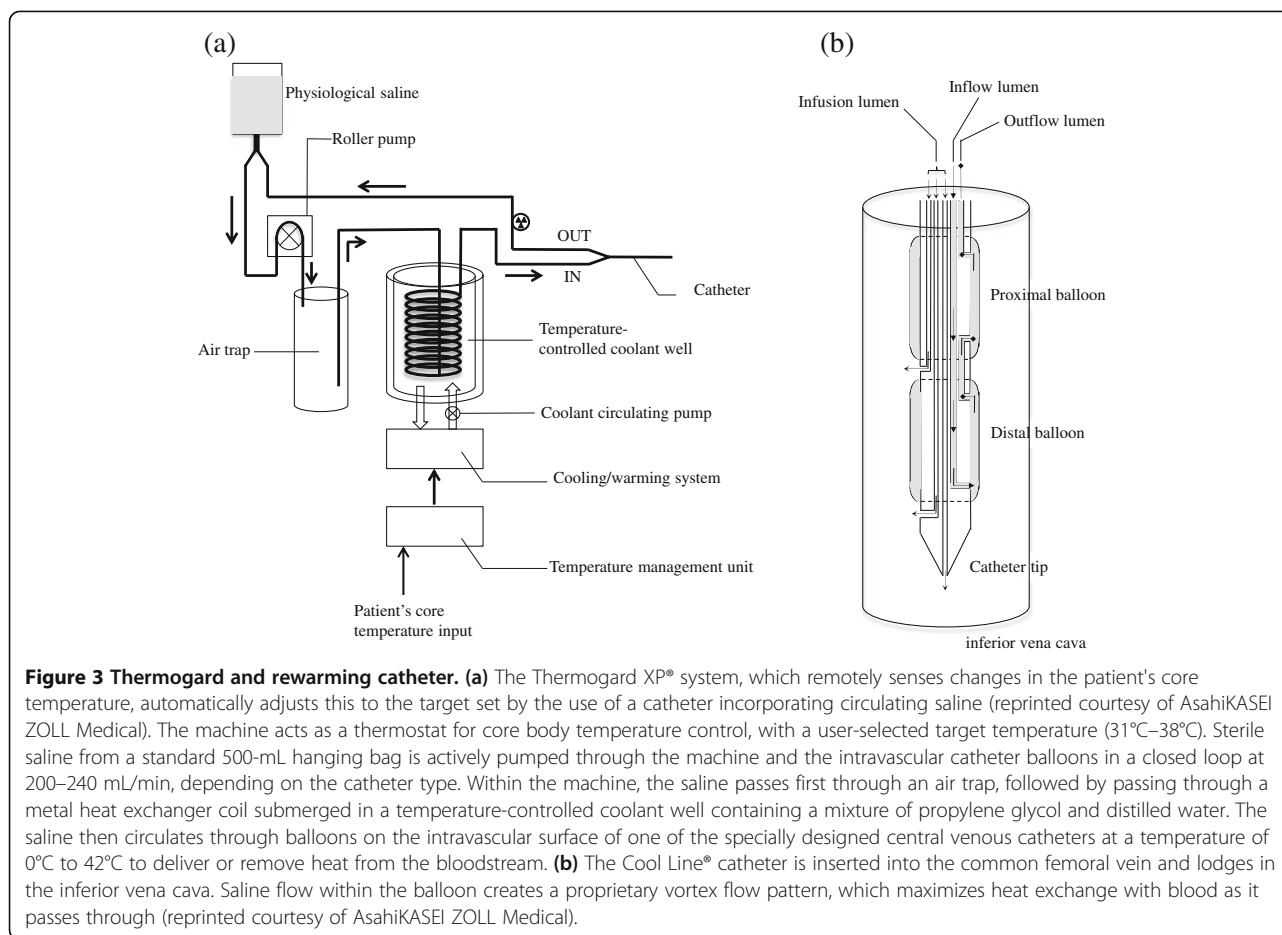 (a)
Physiological saline
Roller pump
OUT
IN
Catheter
Air trap
Temperature-
controlled coolant well
Coolant circulating pump
Cooling/warming system
Temperature management unit
Patient's core
temperature input
(b)
Inflow lumen
Infusion lumen
Outflow lumen
Proximal balloon
Distal balloon
Catheter tip
inferior vena cava
Figure 3 Thermogard and rewarming catheter. (a) The Thermogard XP® system, which remotely senses changes in the patient's core
temperature, automatically adjusts this to the target set by the use of a catheter incorporating circulating saline (reprinted courtesy of AsahiKASEI
ZOLL Medical). The machine acts as a thermostat for core body temperature control, with a user-selected target temperature (31°C–38°C). Sterile
saline from a standard 500-mL hanging bag is actively pumped through the machine and the intravascular catheter balloons in a closed loop at
200–240 mL/min, depending on the catheter type. Within the machine, the saline passes first through an air trap, followed by passing through a
metal heat exchanger coil submerged in a temperature-controlled coolant well containing a mixture of propylene glycol and distilled water. The
saline then circulates through balloons on the intravascular surface of one of the specially designed central venous catheters at a temperature of
0°C to 42°C to deliver or remove heat from the bloodstream. (b) The Cool Line® catheter is inserted into the common femoral vein and lodges in
the inferior vena cava. Saline flow within the balloon creates a proprietary vortex flow pattern, which maximizes heat exchange with blood as it
passes through (reprinted courtesy of AsahiKASEI ZOLL Medical).